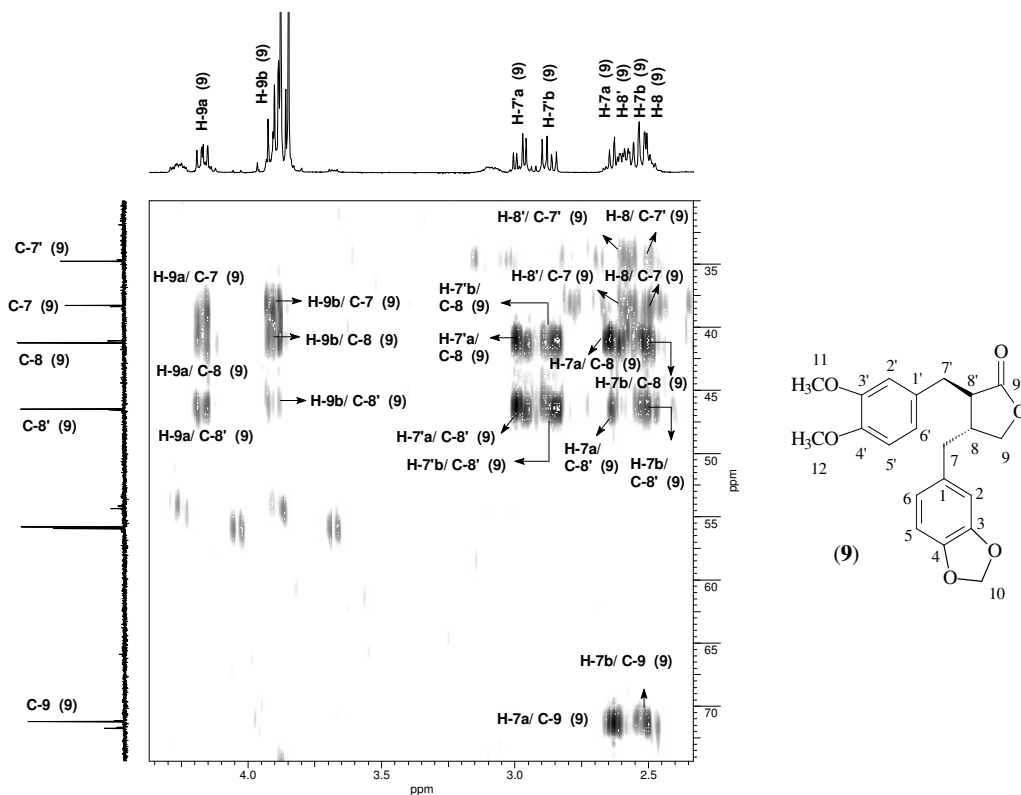 H-9a (9)
H-9b (9)
H-7'a (9)
H-7'b (9)
H-7a (9)
H-8' (9)
H-7b (9)
H-8 (9)
C-7' (9)
C-7 (9)
C-8 (9)
C-8' (9)
C-9 (9)
H-8'/ C-7' (9)
H-8/ C-7' (9)
H-9a/ C-7 (9)
H-9b/ C-7 (9)
H-7'b/
C-8 (9)
H-8'/ C-7 (9)
H-8/ C-7 (9)
H-9b/ C-8 (9)
H-7'a/
C-8 (9)
H-7a/ C-8 (9)
H-9a/ C-8 (9)
H-7b/ C-8 (9)
H-9b/ C-8' (9)
H-9a/ C-8' (9)
H-7'a/ C-8' (9)
H-7'b/ C-8' (9)
H-7a/
C-8' (9)
H-7b/
C-8' (9)
H-7b/ C-9 (9)
H-7a/ C-9 (9)
35
40
45
50
55
60
65
70
ppm
4.0
3.5
3.0
2.5
ppm
11
H3CO
3'
2'
1'
7'
8'
O
9'
O
H3CO
4'
5'
6'
12
8
9
7
1
6
2
5
3
4
O
O
10
(9)